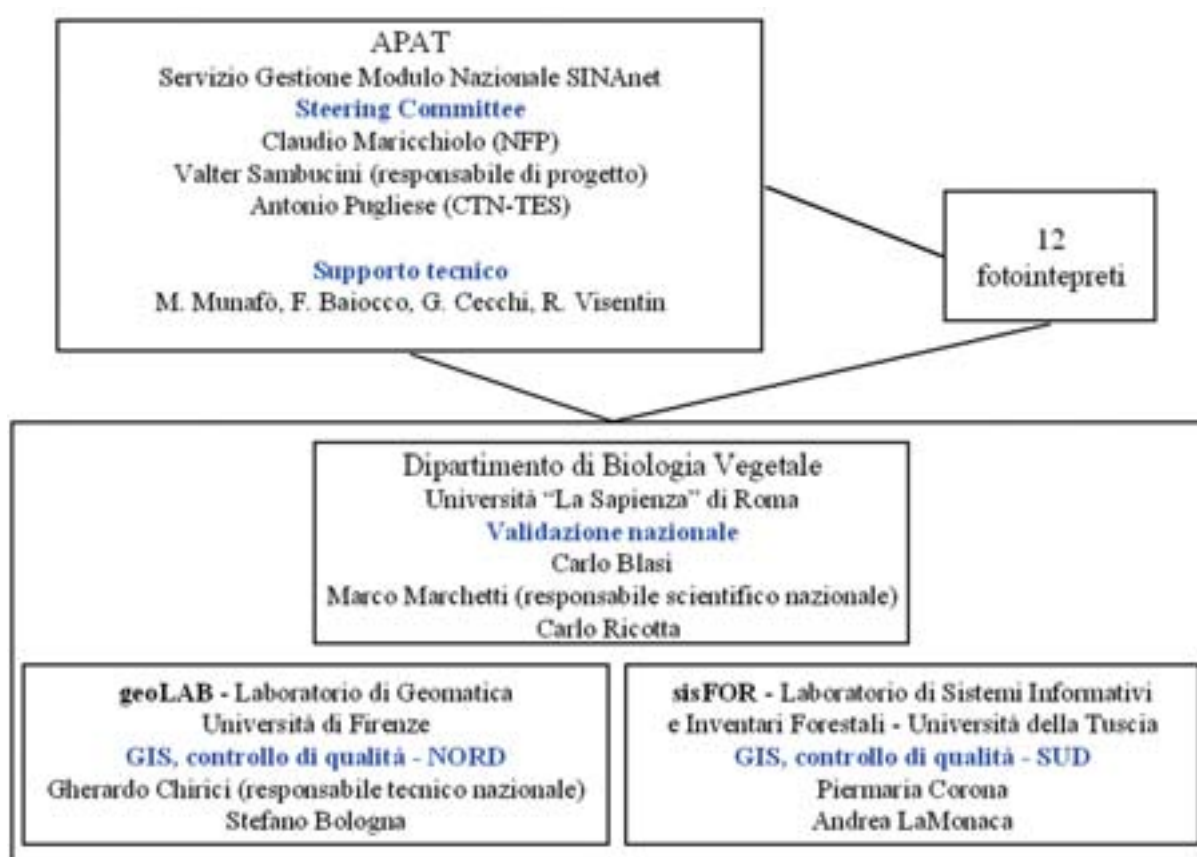 APAT
Servizio Gestione Modulo Nazionale SINAnet
Steering Committee
Claudio Maricchiolo (NFP)
Valter Sambucini (responsabile di progetto)
Antonio Pugliese (CTN-TES)
Supporto tecnico
M. Munafò, F. Baiocco, G. Cecchi, R. Visentin
12
fotointepreti
Dipartimento di Biologia Vegetale
Università “La Sapienza” di Roma
Validazione nazionale
Carlo Blasi
Marco Marchetti (responsabile scientifico nazionale)
Carlo Ricotta
geoLAB - Laboratorio di Geomatica
Università di Firenze
GIS, controllo di qualità - NORD
Gherardo Chirici (responsabile tecnico nazionale)
Stefano Bologna
sisFOR - Laboratorio di Sistemi Informativi
e Inventari Forestali - Università della Tuscia
GIS, controllo di qualità - SUD
Piermaria Corona
Andrea LaMonaca